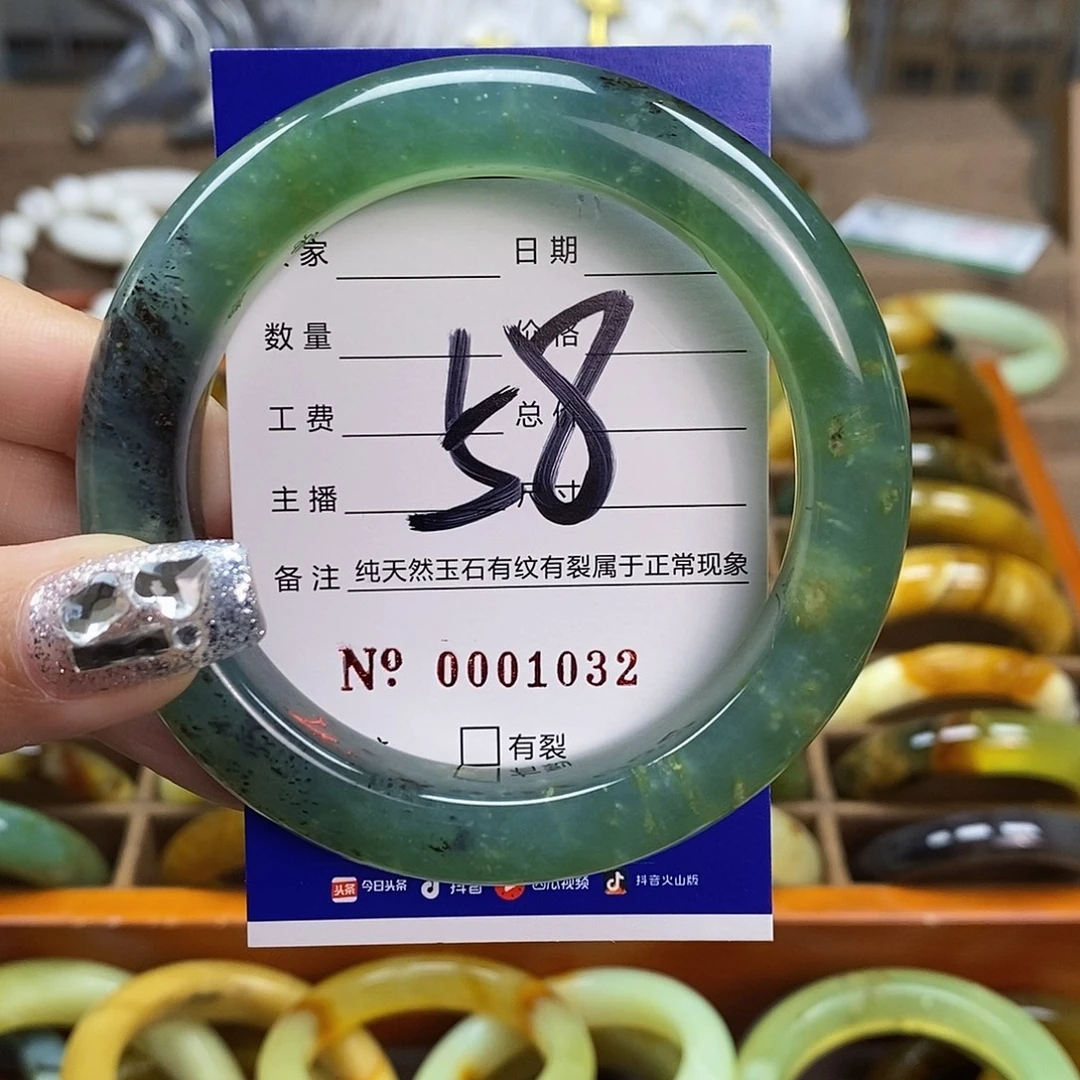 家 日期
数量 价格
工费 总价
主播 尺寸
58
备注 纯天然玉石有纹有裂属于正常现象
Nº 0001032
有裂
头条 今日头条 抖音 西瓜视频 抖音火山版